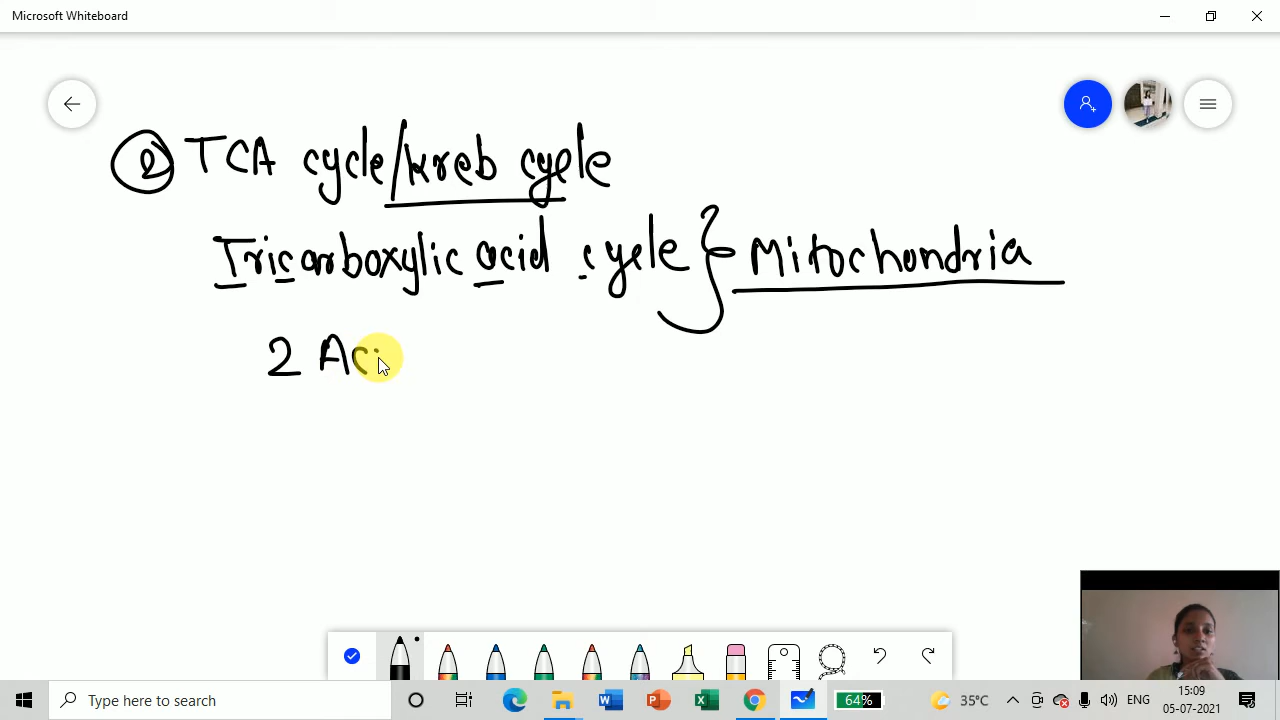 Microsoft Whiteboard
2 TCA cycle/kreb cycle
Tricarboxylic acid cycle } Mitochondria
2 Ac
Type here to search
64%
35°C
ENG
15:09
05-07-2021